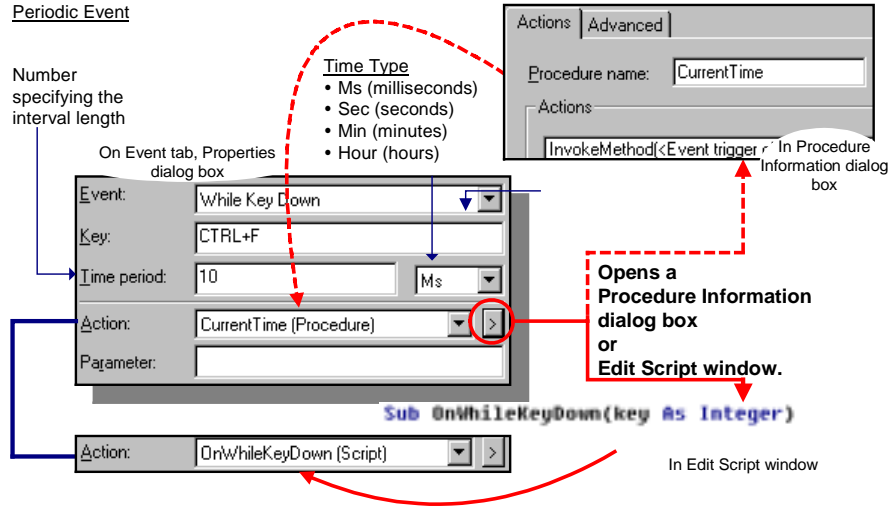 Periodic Event
Number
specifying the
interval length
Time Type
• Ms (milliseconds)
• Sec (seconds)
• Min (minutes)
• Hour (hours)
Actions
Advanced
Procedure name:
CurrentTime
Actions
InvokeMethod(<Event trigger
In Procedure
Information dialog
box
On Event tab, Properties
dialog box
Event:
While Key Down
Key:
CTRL+F
Time period:
10
Ms
Action:
CurrentTime (Procedure)
>
Parameter:
Opens a
Procedure Information
dialog box
or
Edit Script window.
Sub OnWhileKeyDown(key As Integer)
Action:
OnWhileKeyDown (Script)
>
In Edit Script window